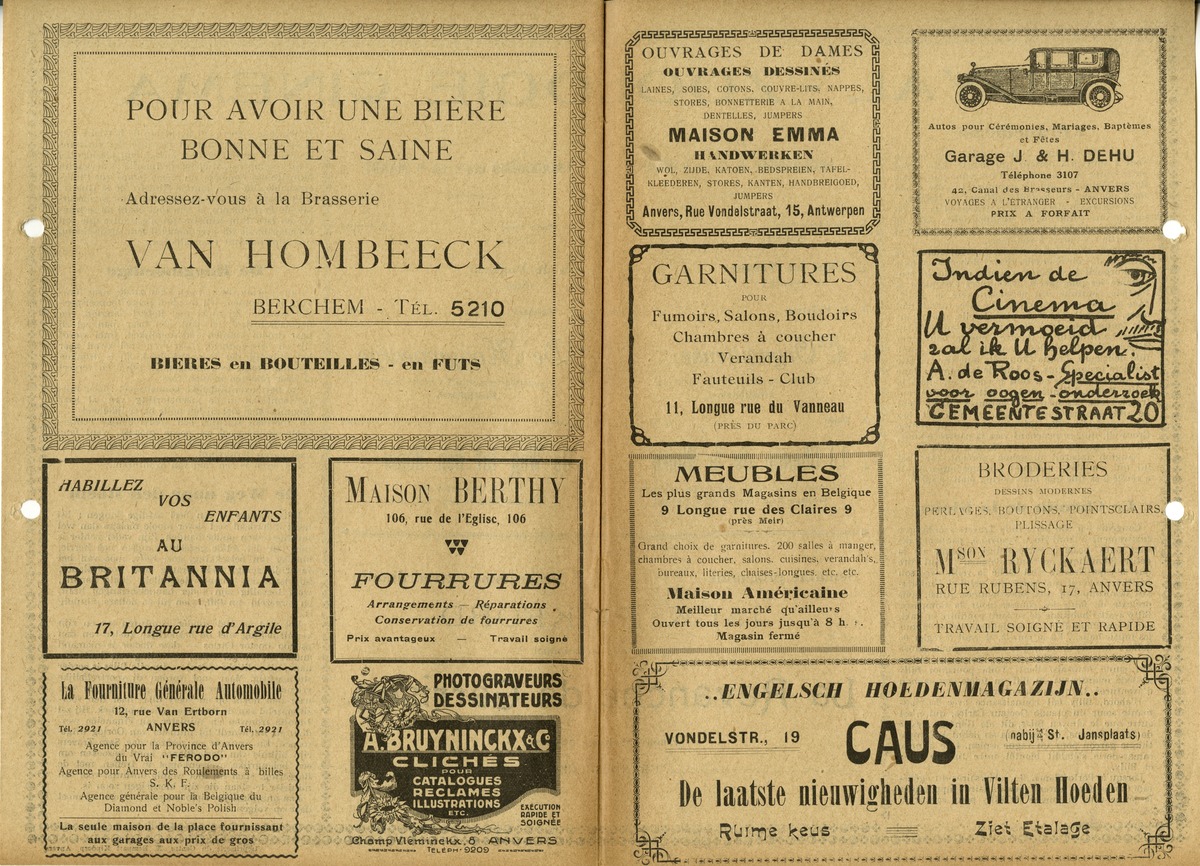 POUR AVOIR UNE BIÈRE
BONNE ET SAINE
Adressez-vous à la Brasserie
VAN HOMBEECK
BERCHEM - TÉL. 5210
BIERES en BOUTEILLES - en FUTS
HABILLEZ
VOS
ENFANTS
AU
BRITANNIA
17, Longue rue d'Argile
MAISON BERTHY
106, rue de l'Eglise, 106
FOURRURES
Arrangements — Réparations
Conservation de fourrures
Prix avantageux — Travail soigné
La Fourniture Générale Automobile
12, rue Van Ertborn
Tél. 2921 ANVERS Tél. 2921
Agence pour la Province d'Anvers
du Vrai "FERODO"
Agence pour Anvers des Roulements à billes
S. K. F.
Agence générale pour la Belgique du
Diamond et Noble's Polish
La seule maison de la place fournissant
aux garages aux prix de gros
PHOTOGRAVEURS
DESSINATEURS
A. BRUYNINCKX & Cº
CLICHÉS
POUR
CATALOGUES
RECLAMES
ILLUSTRATIONS
ETC.
EXÉCUTION
RAPIDE ET
SOIGNÉE
Champ Vleminckx, 8 ANVERS
TELEPH. 9209
OUVRAGES DE DAMES
OUVRAGES DESSINÉS
LAINES, SOIES, COTONS, COUVRE-LITS, NAPPES,
STORES, BONNETTERIE A LA MAIN,
DENTELLES, JUMPERS
MAISON EMMA
HANDWERKEN
WOL, ZIJDE, KATOEN, BEDSPREIEN, TAFEL-
KLEEDEREN, STORES, KANTEN, HANDBREIGOED,
JUMPERS
Anvers, Rue Vondelstraat, 15, Antwerpen
Autos pour Cérémonies, Mariages, Baptèmes
et Fêtes
Garage J. & H. DEHU
Téléphone 3107
42, Canal des Brasseurs - ANVERS
VOYAGES A L'ÉTRANGER - EXCURSIONS
PRIX A FORFAIT
GARNITURES
POUR
Fumoirs, Salons, Boudoirs
Chambres à coucher
Verandah
Fauteuils - Club
11, Longue rue du Vanneau
(PRÈS DU PARC)
Indien de
Cinema
U vermoeid
zal ik U helpen.
A. de Roos - Specialist
voor oogen-onderzoek
GEMEENTESTRAAT 20
MEUBLES
Les plus grands Magasins en Belgique
9 Longue rue des Claires 9
(près Meir)
Grand choix de garnitures. 200 salles à manger,
chambres à coucher, salons, cuisines, verandah's,
bureaux, literies, chaises-longues, etc. etc.
Maison Américaine
Meilleur marché qu'ailleurs
Ouvert tous les jours jusqu'à 8 h.
Magasin fermé
BRODERIES
DESSINS MODERNES
PERLAGES, BOUTONS, POINTSCLAIRS,
PLISSAGE
MSON RYCKAERT
RUE RUBENS, 17, ANVERS
TRAVAIL SOIGNÉ ET RAPIDE
..ENGELSCH HOEDENMAGAZIJN..
VONDELSTR., 19 CAUS (nabij St. Jansplaats)
De laatste nieuwigheden in Vilten Hoeden
Ruime keus Ziet Etalage